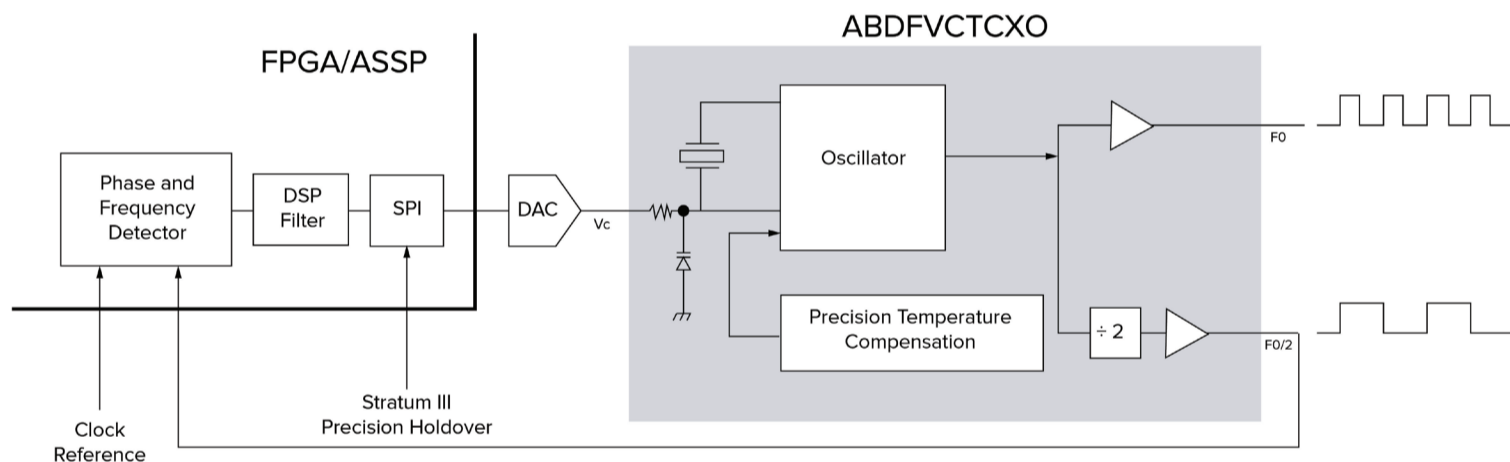 ABDFVCTCXO
FPGA/ASSP
Phase and
Frequency
Detector
DSP
Filter
SPI
DAC
Vc
Oscillator
F0
Precision Temperature
Compensation
÷ 2
F0/2
Stratum III
Precision Holdover
Clock
Reference